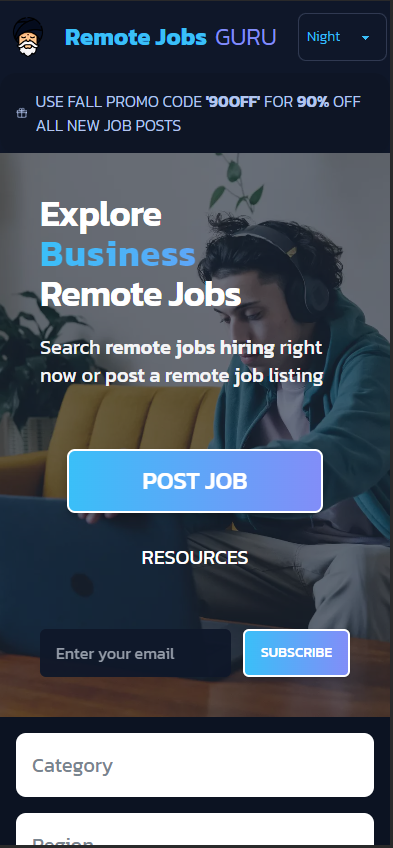 Remote Jobs GURU
Night
USE FALL PROMO CODE '90OFF' FOR 90% OFF
ALL NEW JOB POSTS
Explore
Business
Remote Jobs
Search remote jobs hiring right
now or post a remote job listing
POST JOB
RESOURCES
Enter your email
SUBSCRIBE
Category
Region